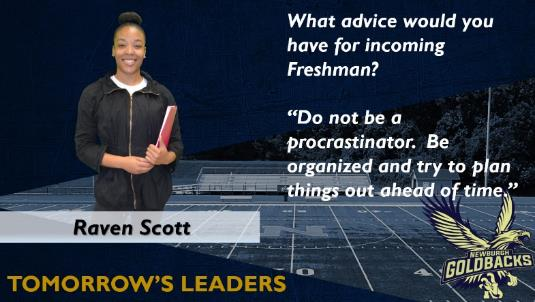 What advice would you
have for incoming
Freshman?
“Do not be a
procrastinator.  Be
organized and try to plan
things out ahead of time.”
Raven Scott
NEWBURGH
GOLDBACKS
TOMORROW’S LEADERS